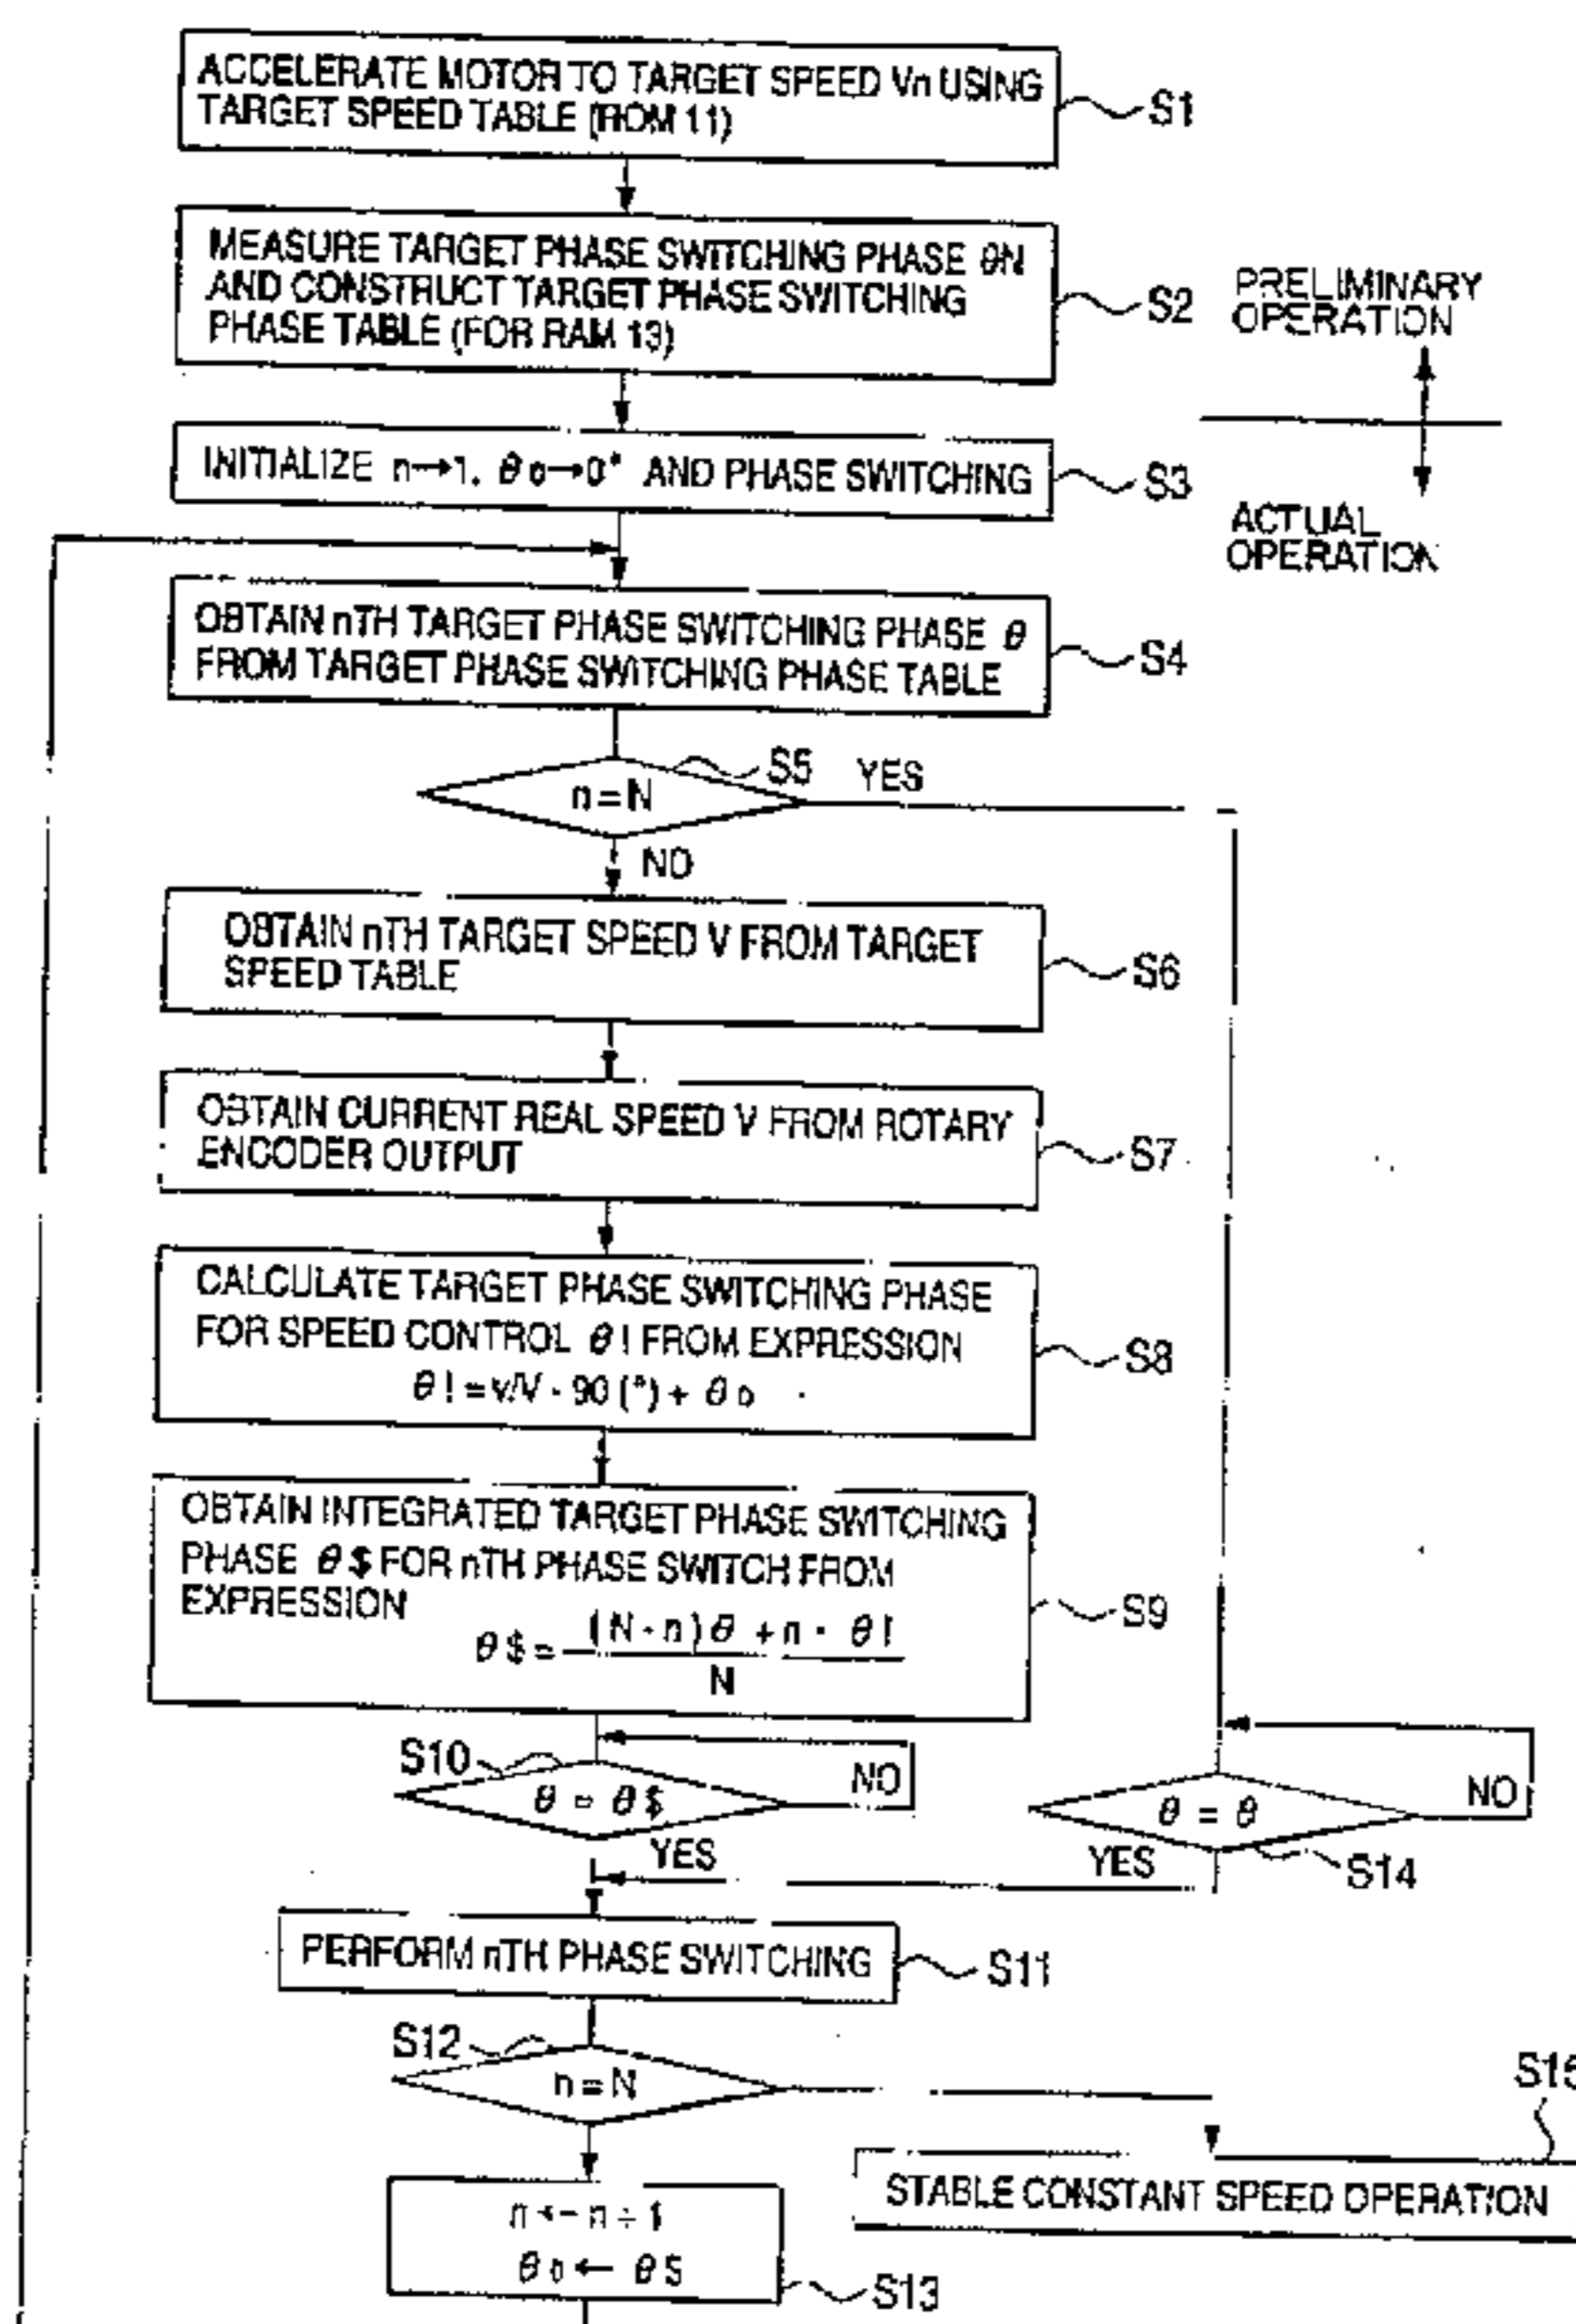 ACCELERATE MOTOR TO TARGET SPEED Vn USING
TARGET SPEED TABLE (ROM 11)
S1
MEASURE TARGET PHASE SWITCHING PHASE θN
AND CONSTRUCT TARGET PHASE SWITCHING
PHASE TABLE (FOR RAM 13)
S2
PRELIMINARY
OPERATION
INITIALIZE n→1, θo→0° AND PHASE SWITCHING
S3
ACTUAL
OPERATION
OBTAIN nTH TARGET PHASE SWITCHING PHASE θ
FROM TARGET PHASE SWITCHING PHASE TABLE
S4
S5
YES
n=N
NO
OBTAIN nTH TARGET SPEED V FROM TARGET
SPEED TABLE
S6
OBTAIN CURRENT REAL SPEED V FROM ROTARY
ENCODER OUTPUT
S7
CALCULATE TARGET PHASE SWITCHING PHASE
FOR SPEED CONTROL θ! FROM EXPRESSION
θ!=v/V·90(°)+θo
S8
OBTAIN INTEGRATED TARGET PHASE SWITCHING
PHASE θ$ FOR nTH PHASE SWITCH FROM
EXPRESSION
θ$=(N-n)θ+n·θ!
N
S9
S10
NO
θ=θ$
YES
NO
θ=θ
YES
S14
PERFORM nTH PHASE SWITCHING
S11
S12
n=N
S15
STABLE CONSTANT SPEED OPERATION
n←n+1
θo←θ$
S13